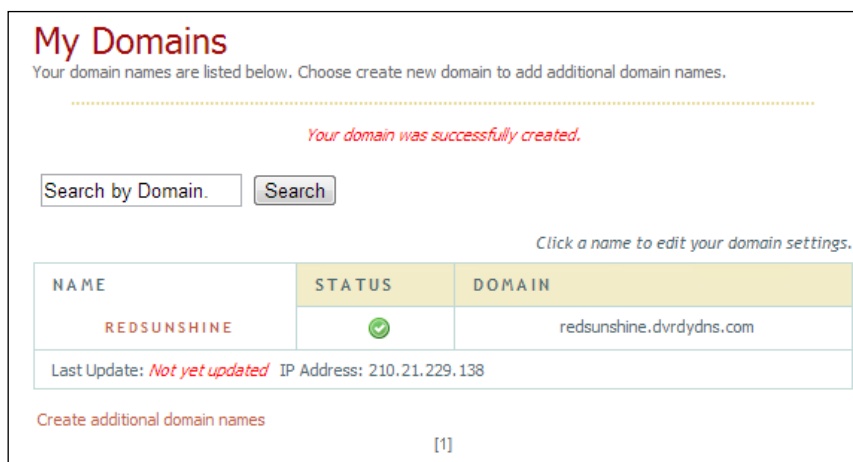 My Domains
Your domain names are listed below. Choose create new domain to add additional domain names.
Your domain was successfully created.
Search by Domain. Search
Click a name to edit your domain settings.
NAME STATUS DOMAIN
REDSUNSHINE redsunshine.dvrdydns.com
Last Update: Not yet updated IP Address: 210.21.229.138
Create additional domain names
[1]